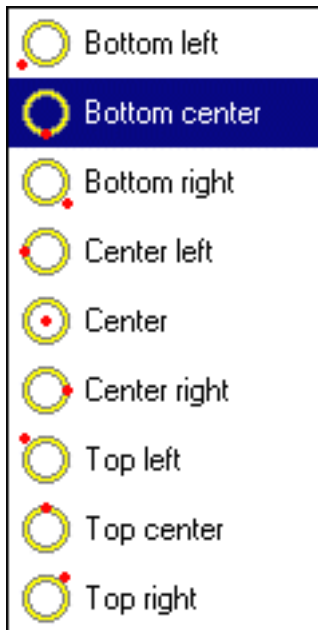 Bottom left
Bottom center
Bottom right
Center left
Center
Center right
Top left
Top center
Top right